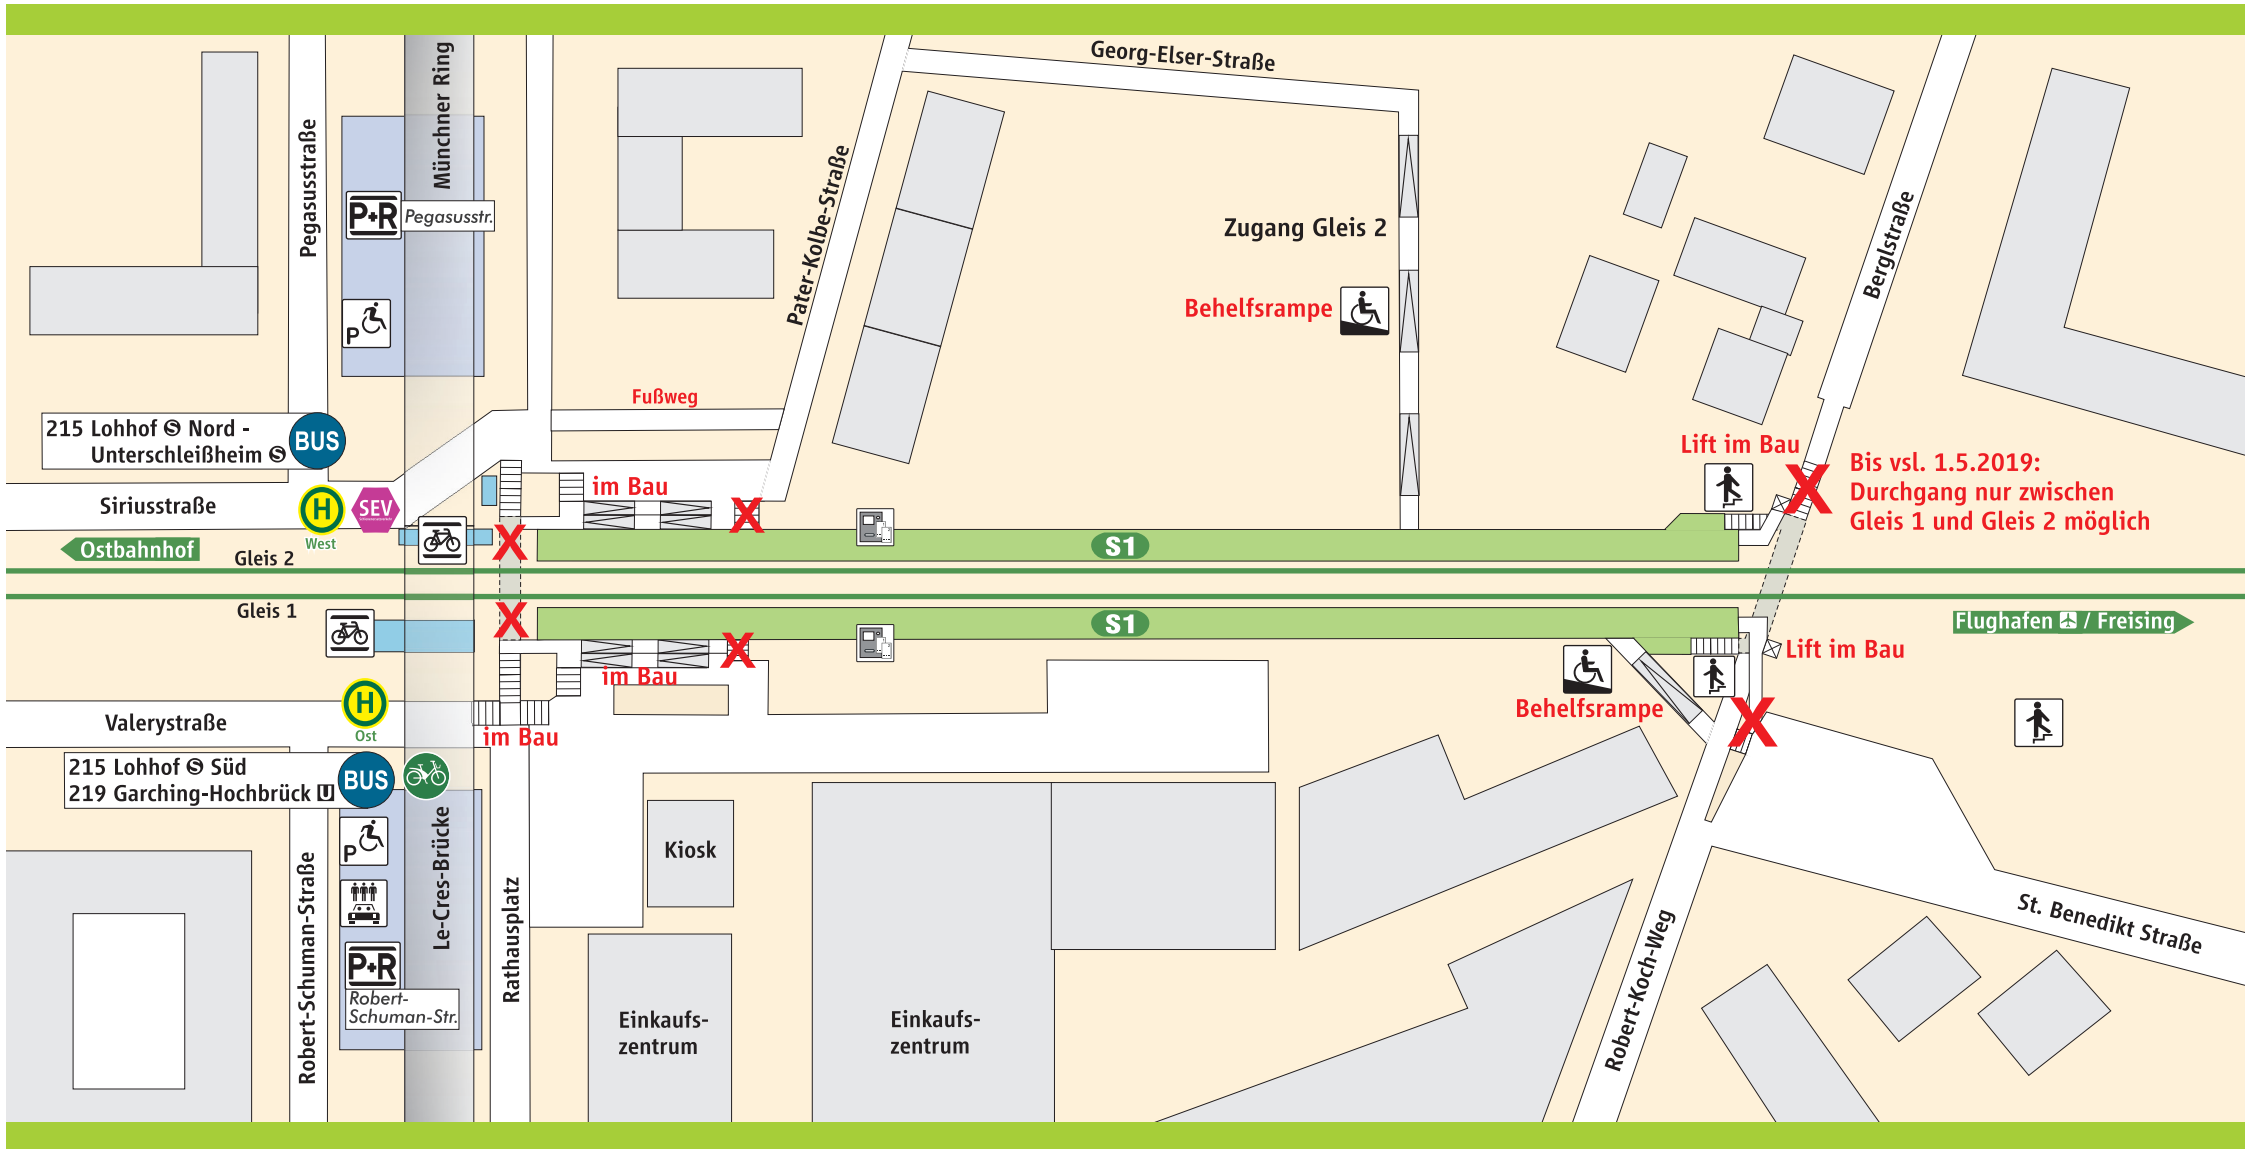 Georg-Elser-Straße
Münchner Ring
Pegasusstraße
P+R Pegasusstr.
P
Pater-Kolbe-Straße
Zugang Gleis 2
Behelfsrampe
Berglstraße
Fußweg
215 Lohhof S Nord -
Unterschleißheim S
BUS
Siriusstraße
H
West
SEV
im Bau
Lift im Bau
Bis vsl. 1.5.2019:
Durchgang nur zwischen
Gleis 1 und Gleis 2 möglich
Ostbahnhof
Gleis 2
S1
Gleis 1
S1
Flughafen / Freising
im Bau
Lift im Bau
Behelfsrampe
Valerystraße
H
Ost
im Bau
215 Lohhof S Süd
219 Garching-Hochbrück U
BUS
P
P+R
Robert-
Schuman-Str.
Robert-Schuman-Straße
Le-Cres-Brücke
Rathausplatz
Kiosk
Einkaufs-
zentrum
Einkaufs-
zentrum
Robert-Koch-Weg
St. Benedikt Straße